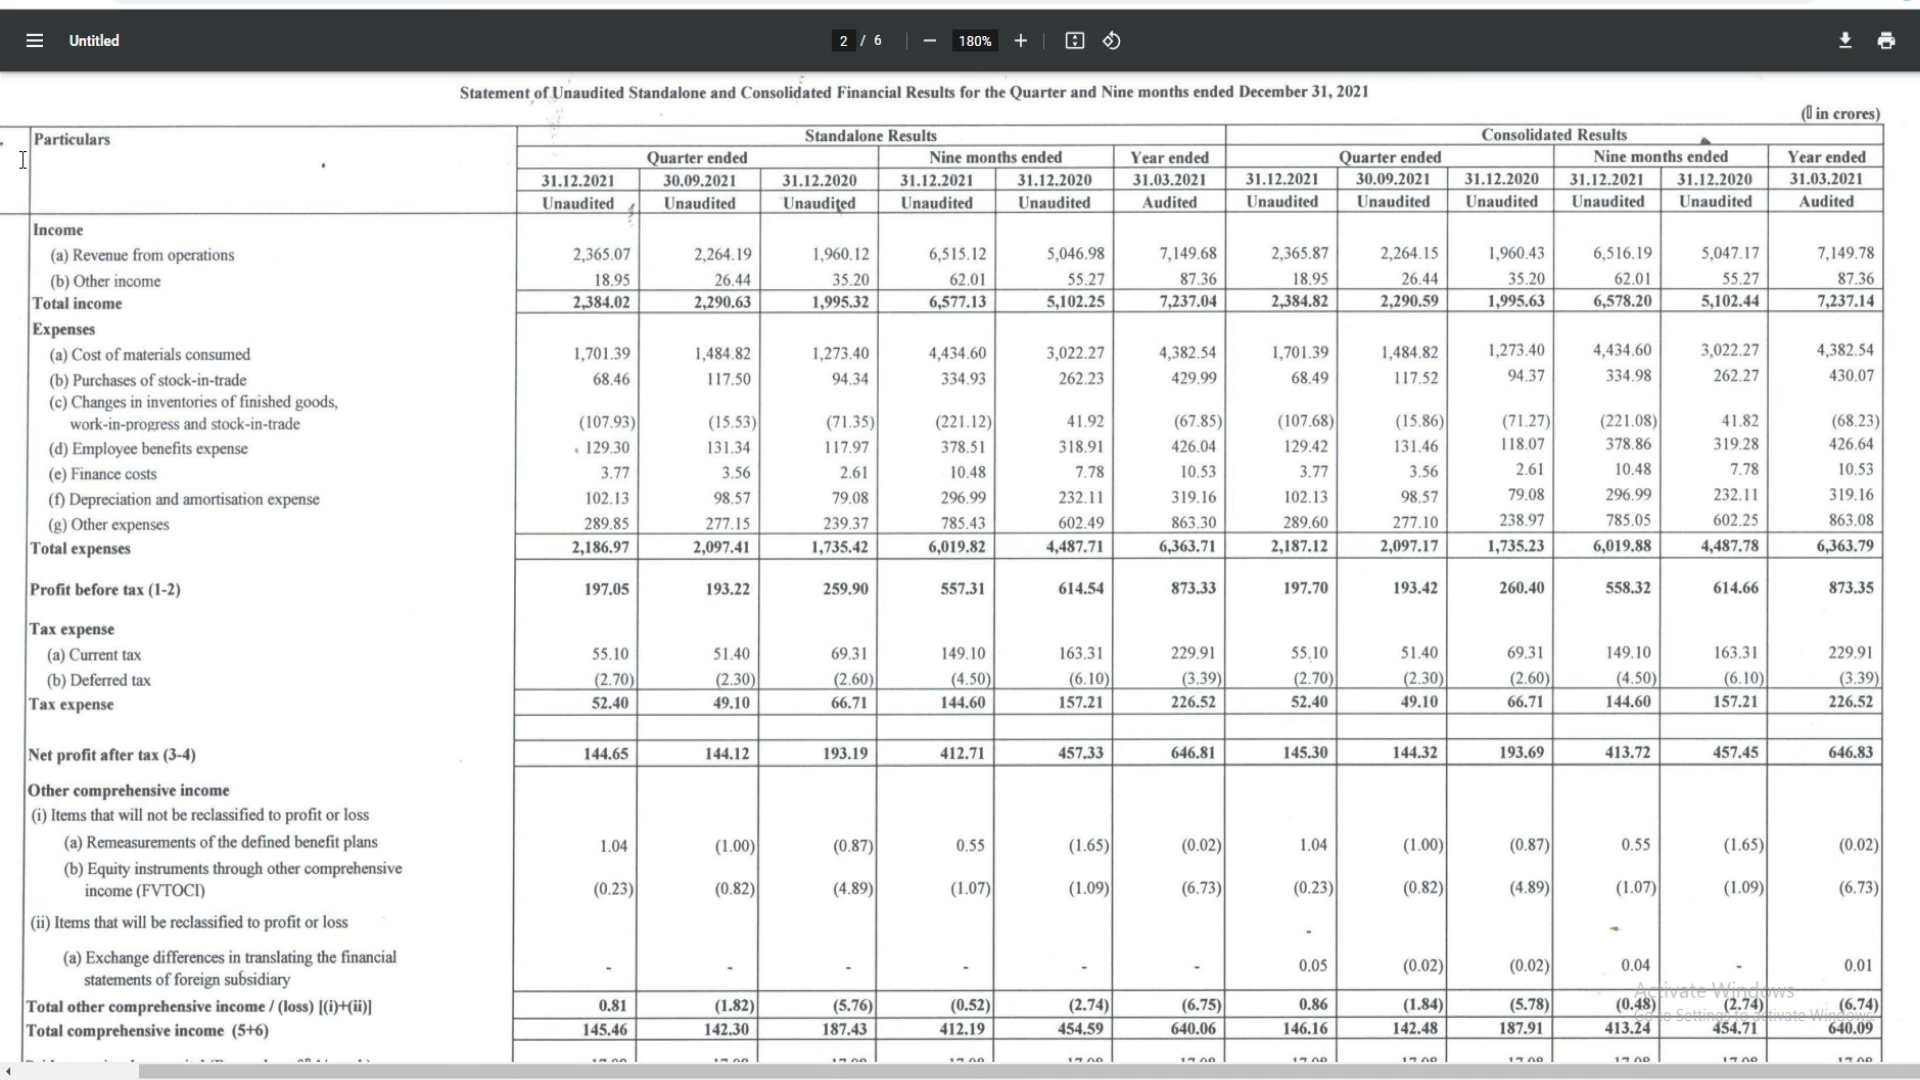 Untitled
2 / 6
180%
Statement of Unaudited Standalone and Consolidated Financial Results for the Quarter and Nine months ended December 31, 2021
(▯ in crores)
Particulars Standalone Results Consolidated Results
Quarter ended Nine months ended Year ended Quarter ended Nine months ended Year ended
31.12.2021 30.09.2021 31.12.2020 31.12.2021 31.12.2020 31.03.2021 31.12.2021 30.09.2021 31.12.2020 31.12.2021 31.12.2020 31.03.2021
Unaudited Unaudited Unaudited Unaudited Unaudited Audited Unaudited Unaudited Unaudited Unaudited Unaudited Audited
Income
(a) Revenue from operations 2,365.07 2,264.19 1,960.12 6,515.12 5,046.98 7,149.68 2,365.87 2,264.15 1,960.43 6,516.19 5,047.17 7,149.78
(b) Other income 18.95 26.44 35.20 62.01 55.27 87.36 18.95 26.44 35.20 62.01 55.27 87.36
Total income 2,384.02 2,290.63 1,995.32 6,577.13 5,102.25 7,237.04 2,384.82 2,290.59 1,995.63 6,578.20 5,102.44 7,237.14
Expenses
(a) Cost of materials consumed 1,701.39 1,484.82 1,273.40 4,434.60 3,022.27 4,382.54 1,701.39 1,484.82 1,273.40 4,434.60 3,022.27 4,382.54
(b) Purchases of stock-in-trade 68.46 117.50 94.34 334.93 262.23 429.99 68.49 117.52 94.37 334.98 262.27 430.07
(c) Changes in inventories of finished goods,
work-in-progress and stock-in-trade (107.93) (15.53) (71.35) (221.12) 41.92 (67.85) (107.68) (15.86) (71.27) (221.08) 41.82 (68.23)
(d) Employee benefits expense 129.30 131.34 117.97 378.51 318.91 426.04 129.42 131.46 118.07 378.86 319.28 426.64
(e) Finance costs 3.77 3.56 2.61 10.48 7.78 10.53 3.77 3.56 2.61 10.48 7.78 10.53
(f) Depreciation and amortisation expense 102.13 98.57 79.08 296.99 232.11 319.16 102.13 98.57 79.08 296.99 232.11 319.16
(g) Other expenses 289.85 277.15 239.37 785.43 602.49 863.30 289.60 277.10 238.97 785.05 602.25 863.08
Total expenses 2,186.97 2,097.41 1,735.42 6,019.82 4,487.71 6,363.71 2,187.12 2,097.17 1,735.23 6,019.88 4,487.78 6,363.79
Profit before tax (1-2) 197.05 193.22 259.90 557.31 614.54 873.33 197.70 193.42 260.40 558.32 614.66 873.35
Tax expense
(a) Current tax 55.10 51.40 69.31 149.10 163.31 229.91 55.10 51.40 69.31 149.10 163.31 229.91
(b) Deferred tax (2.70) (2.30) (2.60) (4.50) (6.10) (3.39) (2.70) (2.30) (2.60) (4.50) (6.10) (3.39)
Tax expense 52.40 49.10 66.71 144.60 157.21 226.52 52.40 49.10 66.71 144.60 157.21 226.52
Net profit after tax (3-4) 144.65 144.12 193.19 412.71 457.33 646.81 145.30 144.32 193.69 413.72 457.45 646.83
Other comprehensive income
(i) Items that will not be reclassified to profit or loss
(a) Remeasurements of the defined benefit plans 1.04 (1.00) (0.87) 0.55 (1.65) (0.02) 1.04 (1.00) (0.87) 0.55 (1.65) (0.02)
(b) Equity instruments through other comprehensive
income (FVTOCI) (0.23) (0.82) (4.89) (1.07) (1.09) (6.73) (0.23) (0.82) (4.89) (1.07) (1.09) (6.73)
(ii) Items that will be reclassified to profit or loss
(a) Exchange differences in translating the financial
statements of foreign subsidiary - - - - - - 0.05 (0.02) (0.02) 0.04 - 0.01
Total other comprehensive income / (loss) [(i)+(ii)] 0.81 (1.82) (5.76) (0.52) (2.74) (6.75) 0.86 (1.84) (5.78) (0.48) (2.74) (6.74)
Total comprehensive income (5+6) 145.46 142.30 187.43 412.19 454.59 640.06 146.16 142.48 187.91 413.24 454.71 640.09
Activate Windows
Go to Settings to activate Windows.